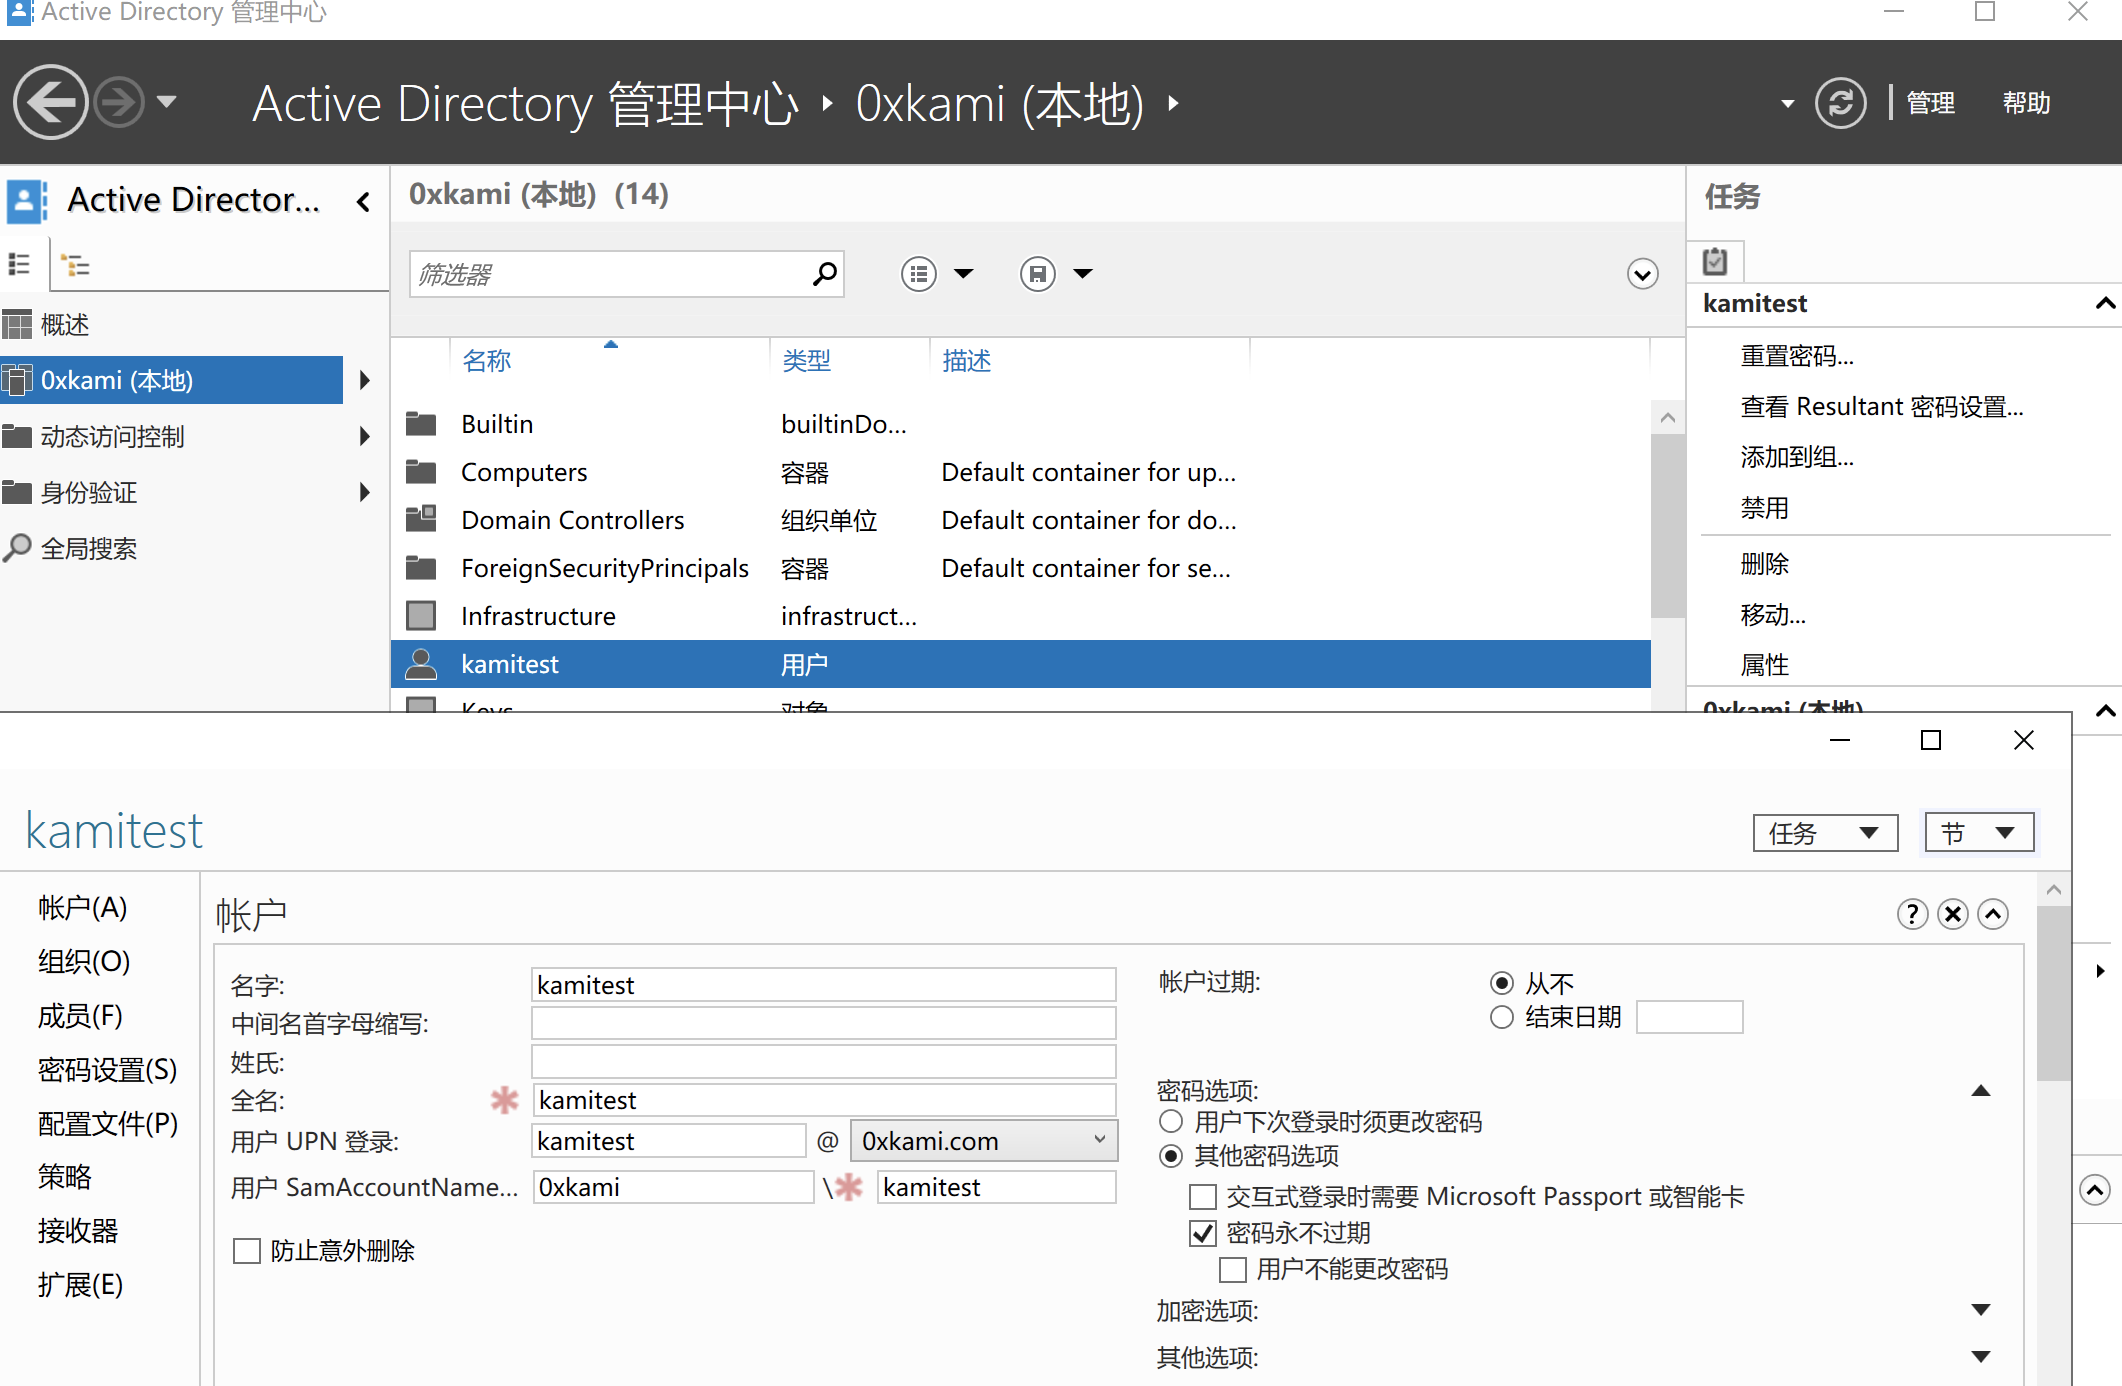 Active Directory 管理中心
Active Directory 管理中心 ‣ 0xkami (本地) ‣
管理 帮助
Active Director...
概述
0xkami (本地)
动态访问控制
身份验证
全局搜索
0xkami (本地) (14)
筛选器
名称 类型 描述
Builtin builtinDo...
Computers 容器 Default container for up...
Domain Controllers 组织单位 Default container for do...
ForeignSecurityPrincipals 容器 Default container for se...
Infrastructure infrastruct...
kamitest 用户
Keys 对象
任务
kamitest
重置密码...
查看 Resultant 密码设置...
添加到组...
禁用
删除
移动...
属性
0xkami (本地)
kamitest
任务 节
帐户(A)
组织(O)
成员(F)
密码设置(S)
配置文件(P)
策略
接收器
扩展(E)
帐户
名字: kamitest
中间名首字母缩写:
姓氏:
全名: kamitest
用户 UPN 登录: kamitest @ 0xkami.com
用户 SamAccountName... 0xkami \ kamitest
防止意外删除
帐户过期: 从不
结束日期
密码选项:
用户下次登录时须更改密码
其他密码选项
交互式登录时需要 Microsoft Passport 或智能卡
密码永不过期
用户不能更改密码
加密选项:
其他选项: